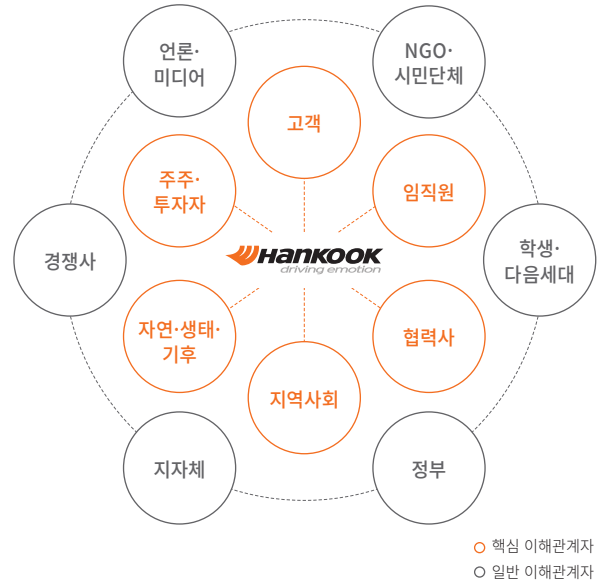 언론·
미디어
NGO·
시민단체
고객
주주·
투자자
임직원
경쟁사
HANKOOK
driving emotion
학생·
다음세대
자연·생태·
기후
협력사
지역사회
지자체
정부
핵심 이해관계자
일반 이해관계자